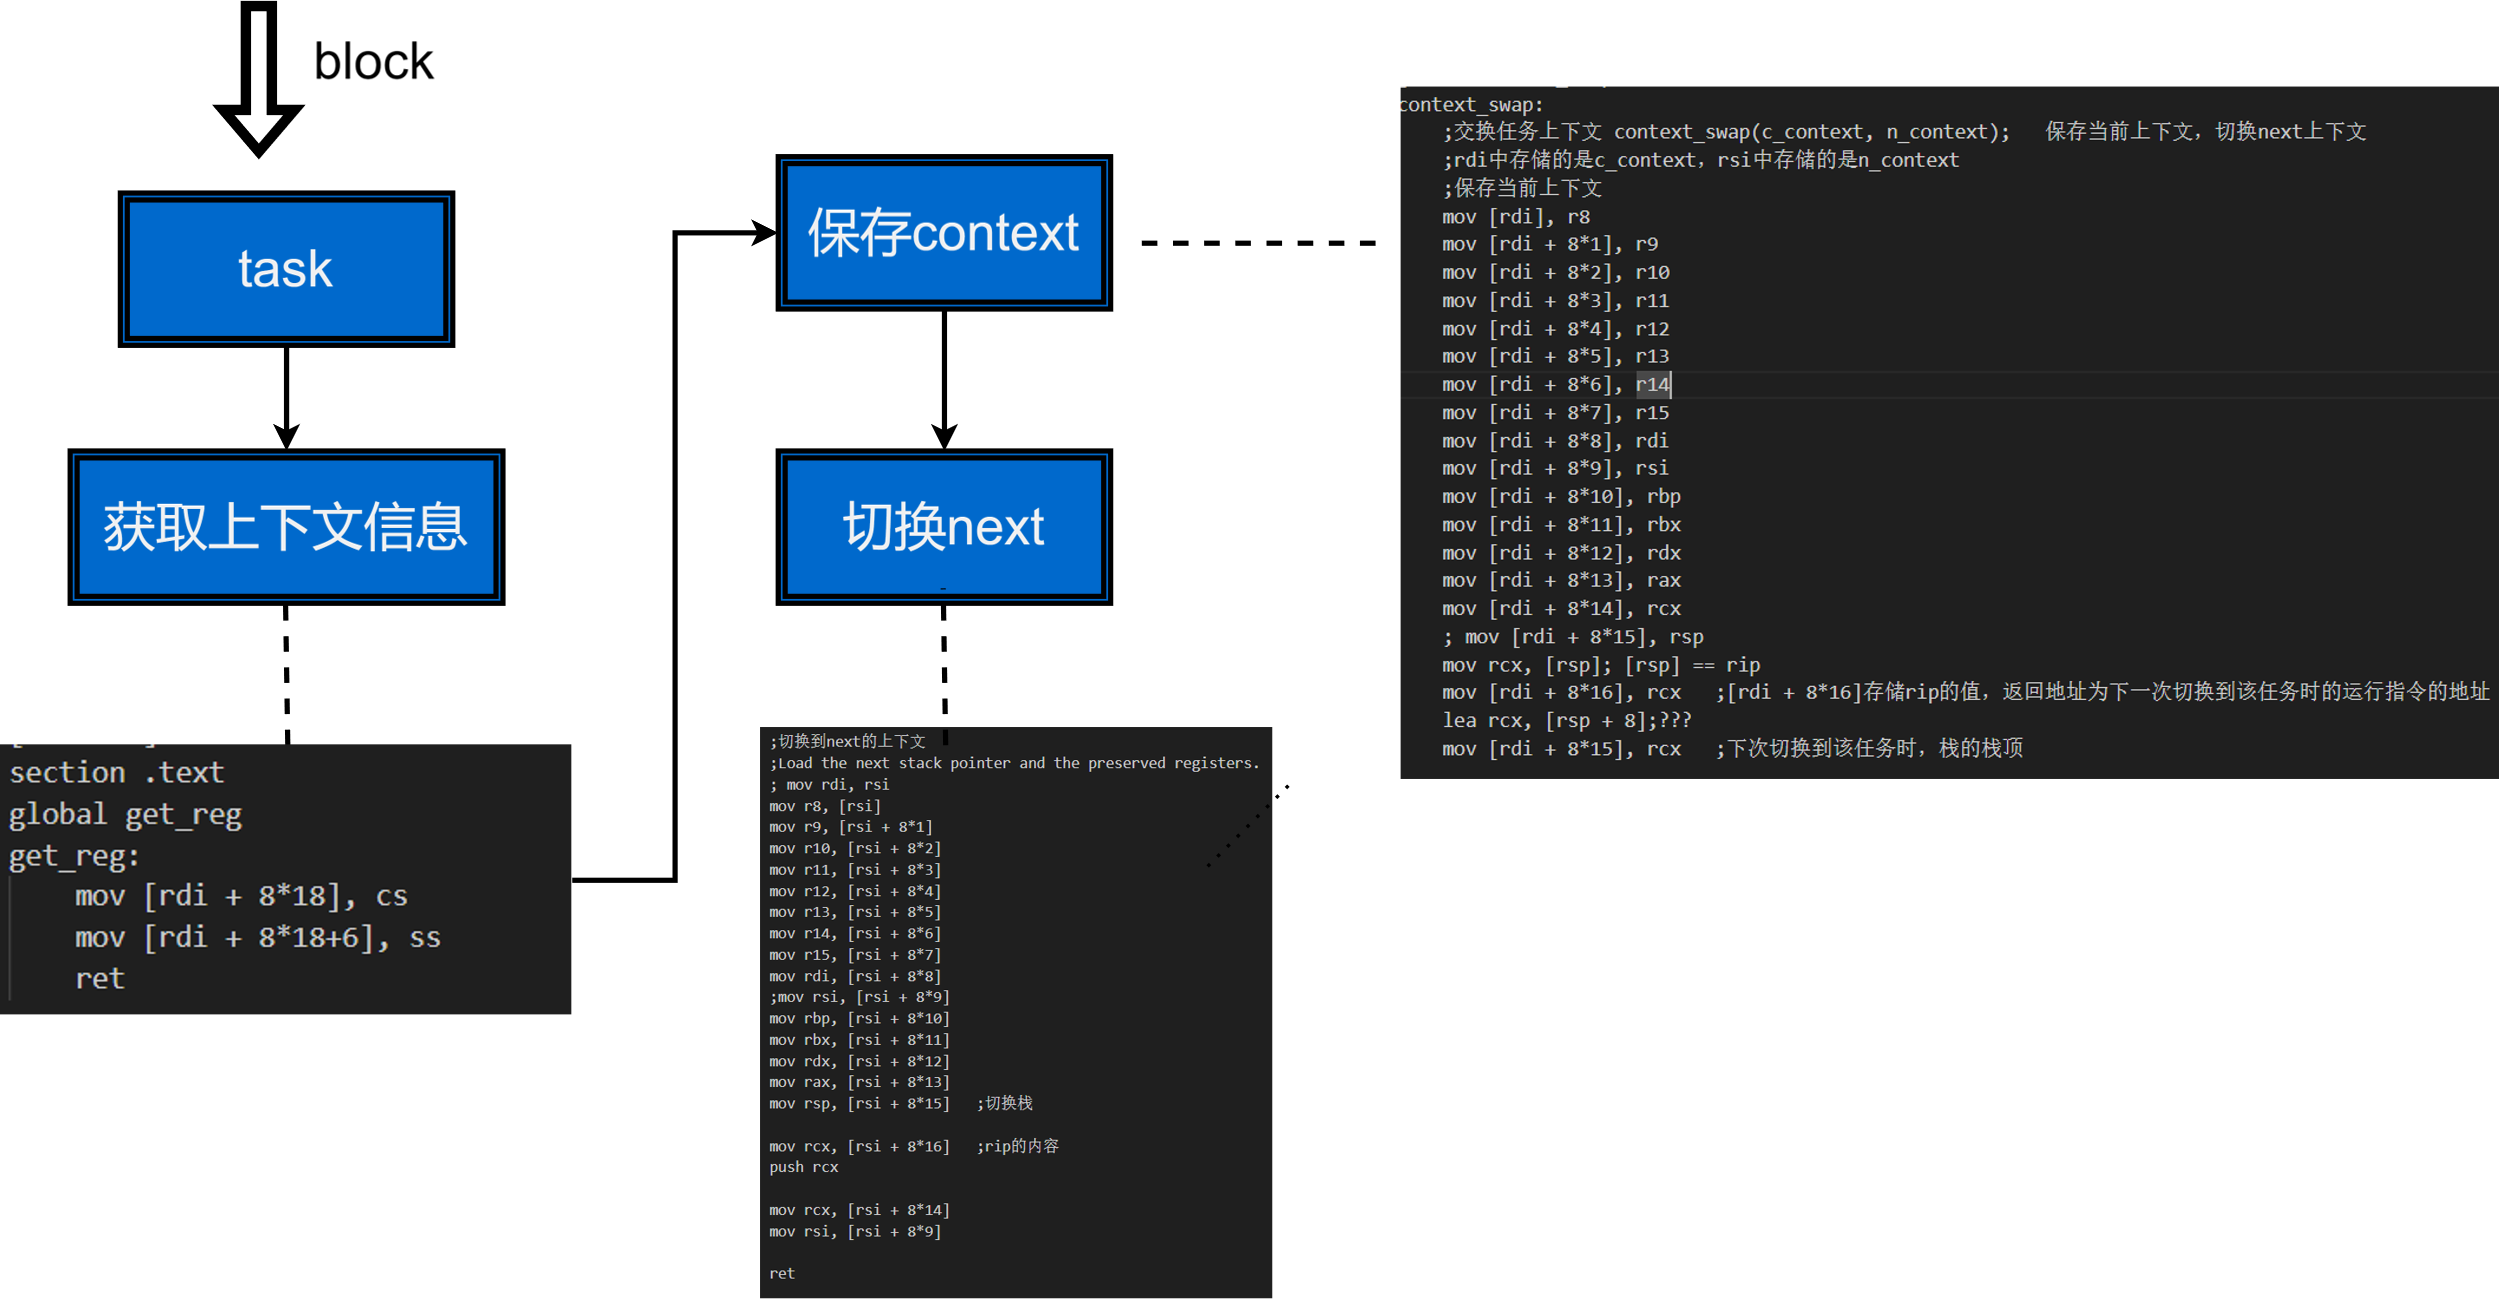 block
task
获取上下文信息
section .text
global get_reg
get_reg:
mov [rdi + 8*18], cs
mov [rdi + 8*18+6], ss
ret
保存context
切换next
;切换到next的上下文
;Load the next stack pointer and the preserved registers.
; mov rdi, rsi
mov r8, [rsi]
mov r9, [rsi + 8*1]
mov r10, [rsi + 8*2]
mov r11, [rsi + 8*3]
mov r12, [rsi + 8*4]
mov r13, [rsi + 8*5]
mov r14, [rsi + 8*6]
mov r15, [rsi + 8*7]
mov rdi, [rsi + 8*8]
;mov rsi, [rsi + 8*9]
mov rbp, [rsi + 8*10]
mov rbx, [rsi + 8*11]
mov rdx, [rsi + 8*12]
mov rax, [rsi + 8*13]
mov rsp, [rsi + 8*15]   ;切换栈
mov rcx, [rsi + 8*16]   ;rip的内容
push rcx
mov rcx, [rsi + 8*14]
mov rsi, [rsi + 8*9]
ret
context_swap:
;交换任务上下文 context_swap(c_context, n_context);   保存当前上下文，切换next上下文
;rdi中存储的是c_context，rsi中存储的是n_context
;保存当前上下文
mov [rdi], r8
mov [rdi + 8*1], r9
mov [rdi + 8*2], r10
mov [rdi + 8*3], r11
mov [rdi + 8*4], r12
mov [rdi + 8*5], r13
mov [rdi + 8*6], r14
mov [rdi + 8*7], r15
mov [rdi + 8*8], rdi
mov [rdi + 8*9], rsi
mov [rdi + 8*10], rbp
mov [rdi + 8*11], rbx
mov [rdi + 8*12], rdx
mov [rdi + 8*13], rax
mov [rdi + 8*14], rcx
; mov [rdi + 8*15], rsp
mov rcx, [rsp]; [rsp] == rip
mov [rdi + 8*16], rcx   ;[rdi + 8*16]存储rip的值，返回地址为下一次切换到该任务时的运行指令的地址
lea rcx, [rsp + 8];???
mov [rdi + 8*15], rcx   ;下次切换到该任务时，栈的栈顶